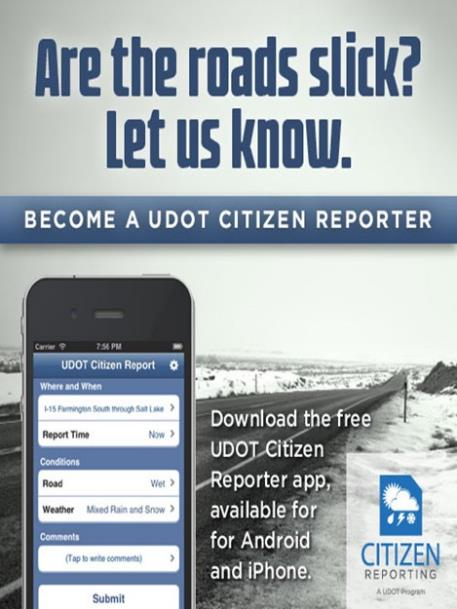 Are the roads slick?
Let us know.
BECOME A UDOT CITIZEN REPORTER
Carrier 7:56 PM
UDOT Citizen Report
Where and When
I-15 Farmington South through Salt Lake >
Report Time Now >
Conditions
Road Wet >
Weather Mixed Rain and Snow >
Comments
(Tap to write comments) >
Submit
Download the free
UDOT Citizen
Reporter app,
available for
for Android
and iPhone.
CITIZEN
REPORTING
A UDOT Program